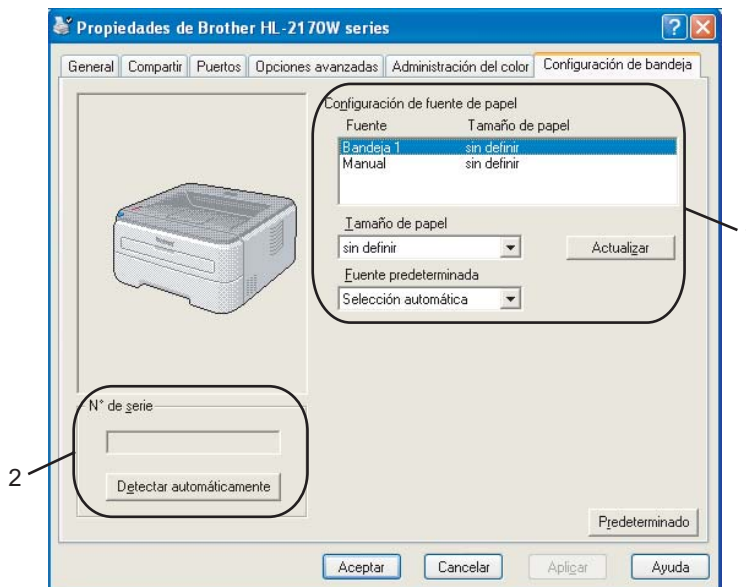 Propiedades de Brother HL-2170W series
General Compartir Puertos Opciones avanzadas Administración del color Configuración de bandeja
Configuración de fuente de papel
Fuente Tamaño de papel
Bandeja 1 sin definir
Manual sin definir
Tamaño de papel
sin definir Actualizar
Fuente predeterminada
Selección automática
N° de serie
2
Detectar automáticamente
Predeterminado
Aceptar Cancelar Aplicar Ayuda